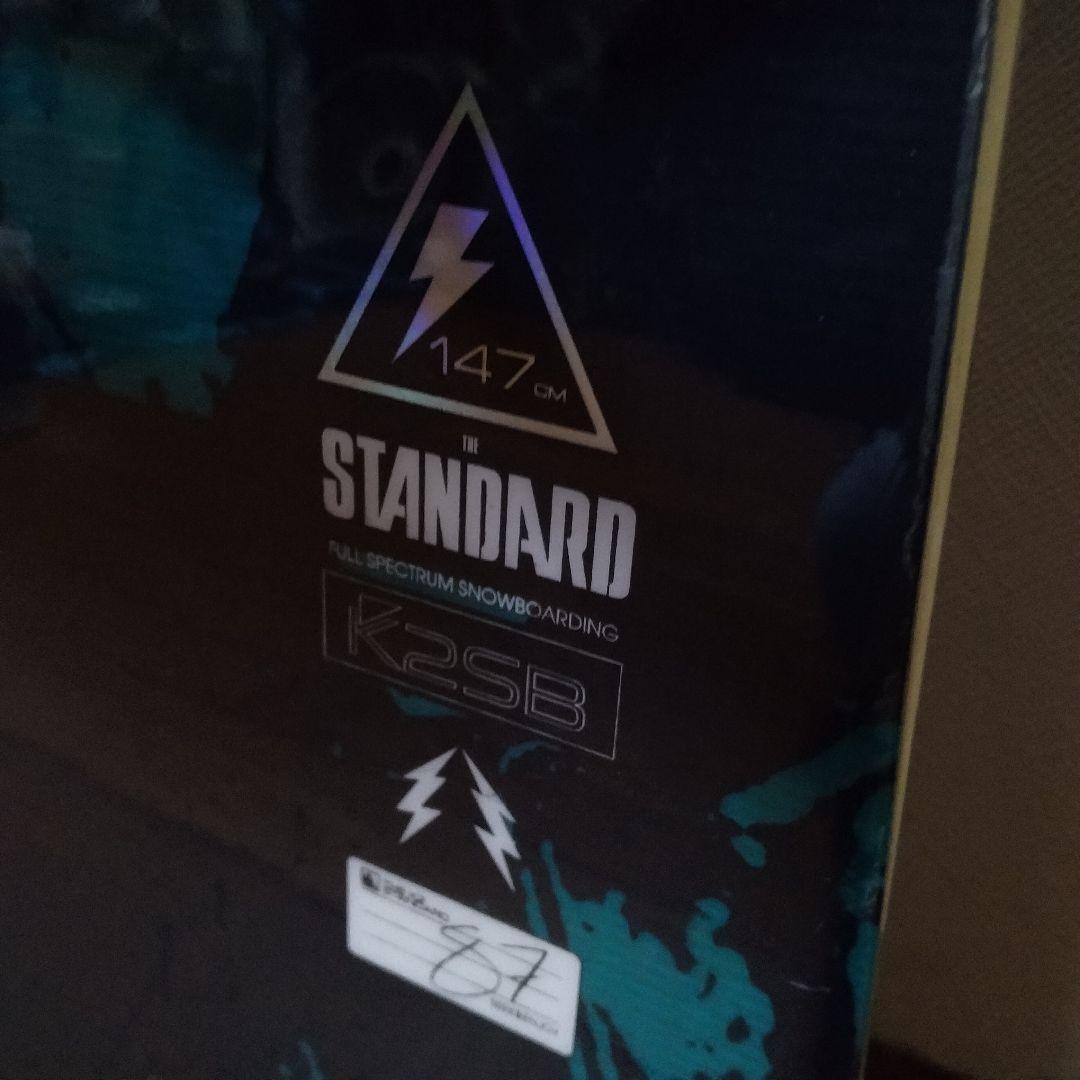 147 CM
THE
STANDARD
FULL SPECTRUM SNOWBOARDING
K2SB
87